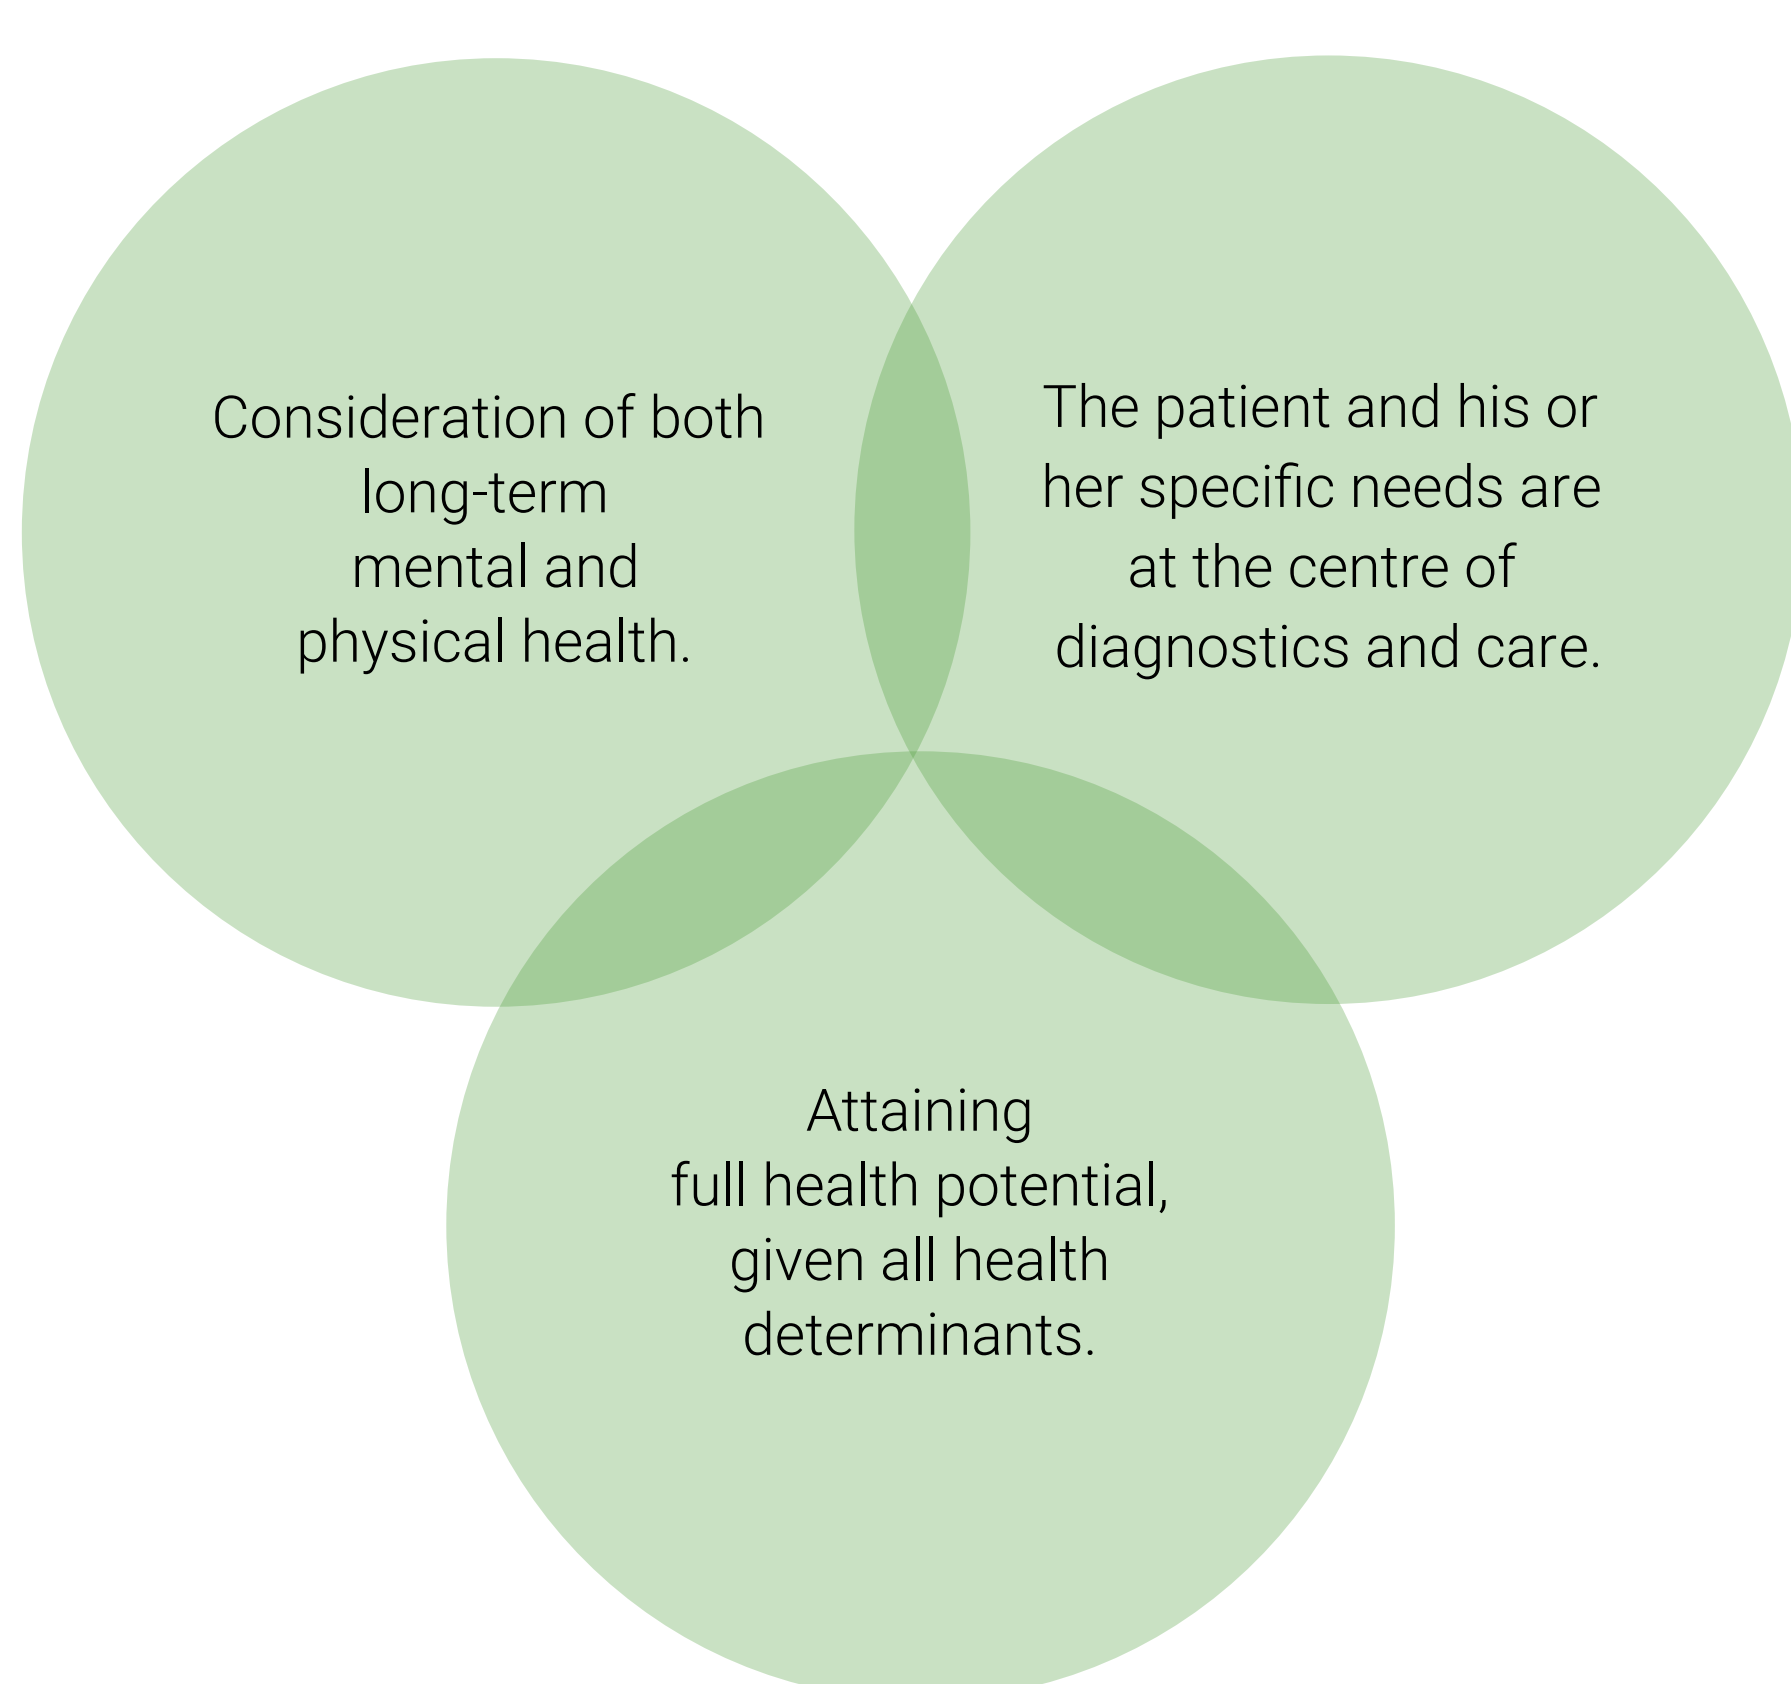 Consideration of both
long-term
mental and
physical health.
The patient and his or
her specific needs are
at the centre of
diagnostics and care.
Attaining
full health potential,
given all health
determinants.